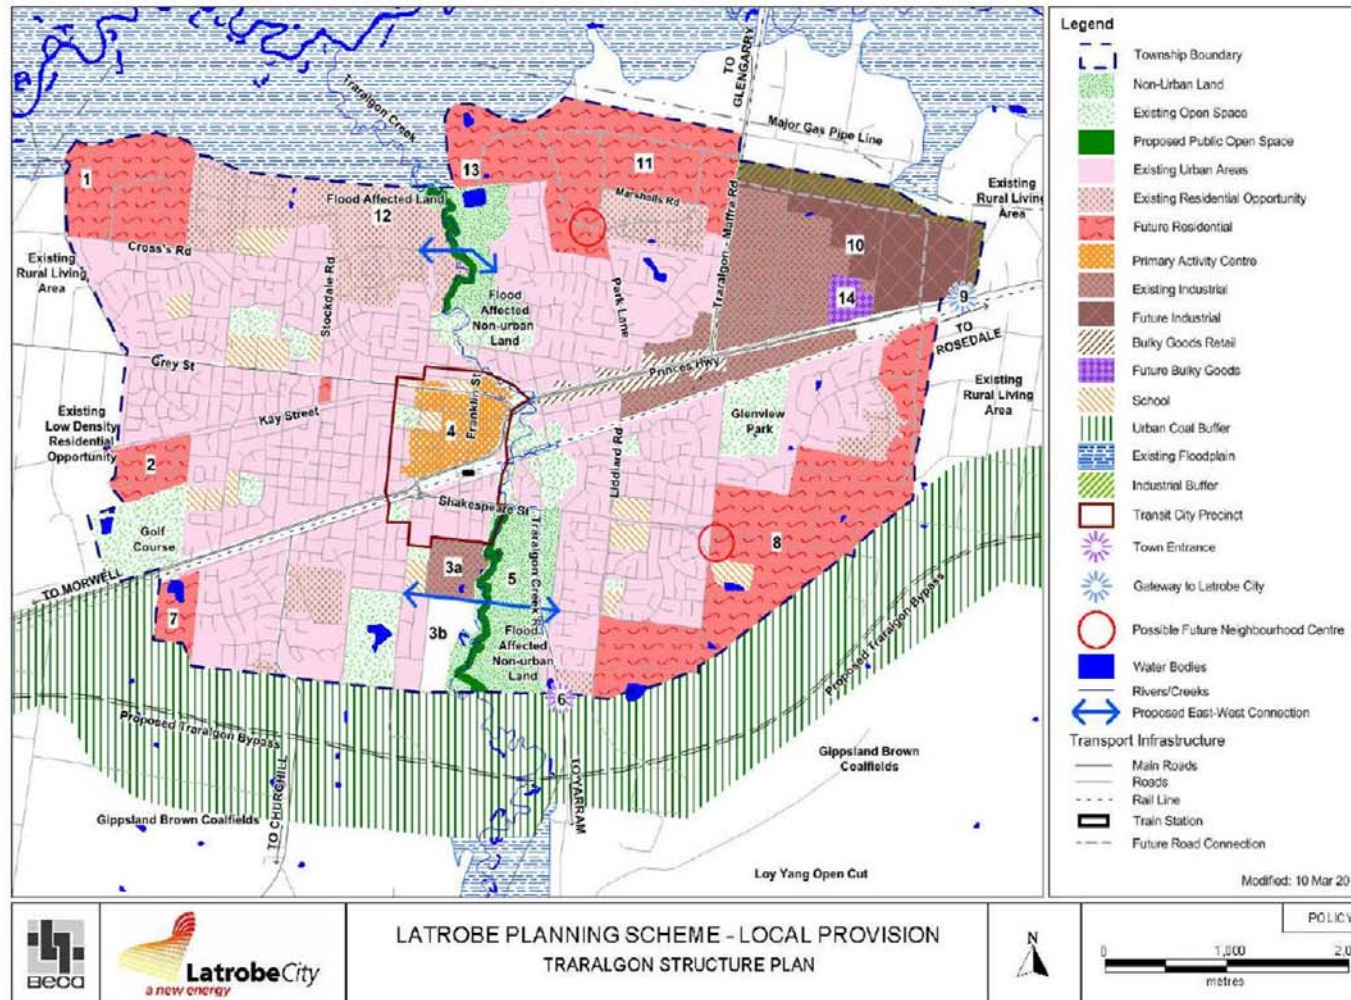 TO
GLENGARRY
Traralgon Creek
Major Gas Pipe Line
1
13
11
Marshalls Rd
Existing
Rural Living
Area
Flood Affected Land
12
Cross's Rd
Existing
Rural Living
Area
Stockdale Rd
Park Lane
Traralgon - Maffra Rd
10
14
9
Flood
Affected
Non-urban
Land
TO
ROSEDALE
Grey St
Princes Hwy
Existing
Rural Living
Area
Existing
Low Density
Residential
Opportunity
Kay Street
Franklin St
4
Glenview
Park
2
Liddiard Rd
Shakespeare St
Golf
Course
8
TO MORWELL
3a
5
Traralgon Creek R
7
3b
Flood
Affected
Non-urban
Land
6
Proposed Traralgon Bypass
Proposed Traralgon Bypass
TO CHURCHILL
TO YARRAM
Gippsland Brown
Coalfields
Gippsland Brown Coalfields
Loy Yang Open Cut
Legend
Township Boundary
Non-Urban Land
Existing Open Space
Proposed Public Open Space
Existing Urban Areas
Existing Residential Opportunity
Future Residential
Primary Activity Centre
Existing Industrial
Future Industrial
Bulky Goods Retail
Future Bulky Goods
School
Urban Coal Buffer
Existing Floodplain
Industrial Buffer
Transit City Precinct
Town Entrance
Gateway to Latrobe City
Possible Future Neighbourhood Centre
Water Bodies
Rivers/Creeks
Proposed East-West Connection
Transport Infrastructure
Main Roads
Roads
Rail Line
Train Station
Future Road Connection
Modified: 10 Mar 20
Beca
LatrobeCity
a new energy
LATROBE PLANNING SCHEME - LOCAL PROVISION
TRARALGON STRUCTURE PLAN
N
POLICY
0 1,000 2,0
metres